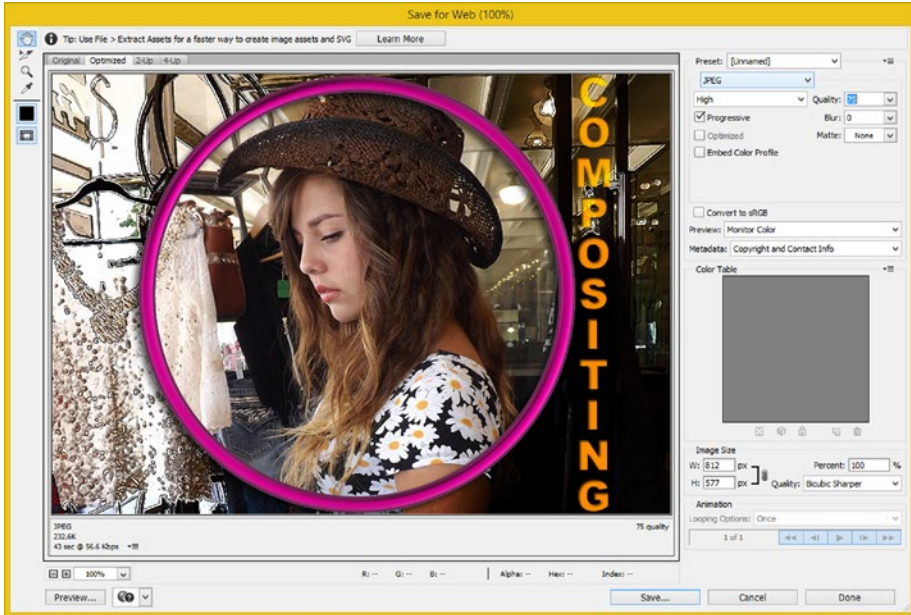 Save for Web (100%)
Tip: Use File > Extract Assets for a faster way to create image assets and SVG
Learn More
Original Optimized 2-Up 4-Up
COMPOSITING
JPEG
232.6K
43 sec @ 56.6 Kbps
75 quality
100%
R: -- G: -- B: -- Alpha: -- Hex: -- Index: --
Preview...
Save... Cancel Done
Preset: [Unnamed]
JPEG
High Quality: 75
Progressive Blur: 0
Optimized Matte: None
Embed Color Profile
Convert to sRGB
Preview: Monitor Color
Metadata: Copyright and Contact Info
Color Table
Image Size
W: 812 px Percent: 100 %
H: 577 px Quality: Bicubic Sharper
Animation
Looping Options: Once
1 of 1